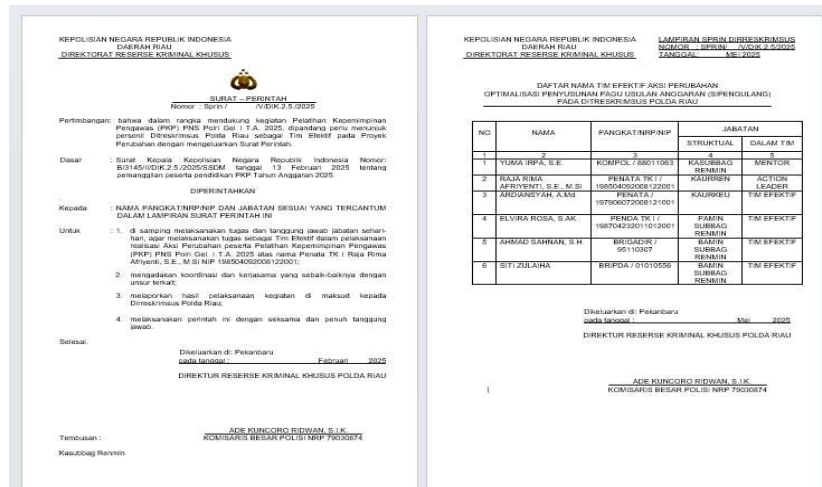 KEPOLISIAN NEGARA REPUBLIK INDONESIA
DAERAH RIAU
DIREKTORAT RESERSE KRIMINAL KHUSUS
SURAT – PERINTAH
Nomor : Sprin / /V/DIK.2.5./2025
Pertimbangan: bahwa dalam rangka mendukung kegiatan Pelatihan Kepemimpinan
Pengawas (PKP) PNS Polri Gel. I T.A. 2025, dipandang perlu menunjuk
personil Ditreskrimsus Polda Riau sebagai Tim Efektif pada Proyek
Perubahan dengan mengeluarkan Surat Perintah.
Dasar : Surat Kepala Kepolisian Negara Republik Indonesia Nomor:
B/3145/II/DIK.2.5./2025/SSDM tanggal 13 Februari 2025 tentang
pemanggilan peserta pendidikan PKP Tahun Anggaran 2025.
DIPERINTAHKAN
Kepada : NAMA PANGKAT/NRP/NIP DAN JABATAN SESUAI YANG TERCANTUM
DALAM LAMPIRAN SURAT PERINTAH INI
Untuk : 1. di samping melaksanakan tugas dan tanggung jawab jabatan sehari-
hari, agar melaksanakan tugas sebagai Tim Efektif dalam pelaksanaan
realisasi Aksi Perubahan peserta Pelatihan Kepemimpinan Pengawas
(PKP) PNS Polri Gel. I T.A. 2025 atas nama Penata TK I Raja Rima
Afriyenti, S.E., M.Si NIP 198504092008122001;
2. mengadakan koordinasi dan kerjasama yang sebaik-baiknya dengan
unsur terkait;
3. melaporkan hasil pelaksanaan kegiatan di maksud kepada
Dirreskrimsus Polda Riau;
4. melaksanakan perintah ini dengan seksama dan penuh tanggung
jawab.
Selesai.
Dikeluarkan di: Pekanbaru
pada tanggal : Februari 2025
DIREKTUR RESERSE KRIMINAL KHUSUS POLDA RIAU
ADE KUNCORO RIDWAN, S.I.K.
KOMISARIS BESAR POLISI NRP 79030874
Tembusan :
Kasubbag Renmin
KEPOLISIAN NEGARA REPUBLIK INDONESIA
DAERAH RIAU
DIREKTORAT RESERSE KRIMINAL KHUSUS
LAMPIRAN SPRIN DIRRESKRIMSUS
NOMOR : SPRIN/ /V/DIK.2.5/2025
TANGGAL: MEI 2025
DAFTAR NAMA TIM EFEKTIF AKSI PERUBAHAN
OPTIMALISASI PENYUSUNAN PAGU USULAN ANGGARAN (SIPENGULANG)
PADA DITRESKRIMSUS POLDA RIAU
NO NAMA PANGKAT/NRP/NIP JABATAN
STRUKTUAL DALAM TIM
1 2 3 4 5
1 YUMA IRPA, S.E. KOMPOL / 88011063 KASUBBAG RENMIN MENTOR
2 RAJA RIMA AFRIYENTI, S.E., M.SI PENATA TK I / 198504092008122001 KAURREN ACTION LEADER
3 ARDIANSYAH, A.Md PENATA / 197906072008121001 KAURKEU TIM EFEKTIF
4 ELVIRA ROSA, S.AK PENDA TK I / 198704232011012001 PAMIN SUBBAG RENMIN TIM EFEKTIF
5 AHMAD SAHNAN, S.H BRIGADIR / 95110307 BAMIN SUBBAG RENMIN TIM EFEKTIF
6 SITI ZULAIHA BRIPDA / 01010556 BAMIN SUBBAG RENMIN TIM EFEKTIF
Dikeluarkan di: Pekanbaru
pada tanggal : Mei 2025
DIREKTUR RESERSE KRIMINAL KHUSUS POLDA RIAU
ADE KUNCORO RIDWAN, S.I.K.
KOMISARIS BESAR POLISI NRP 79030874